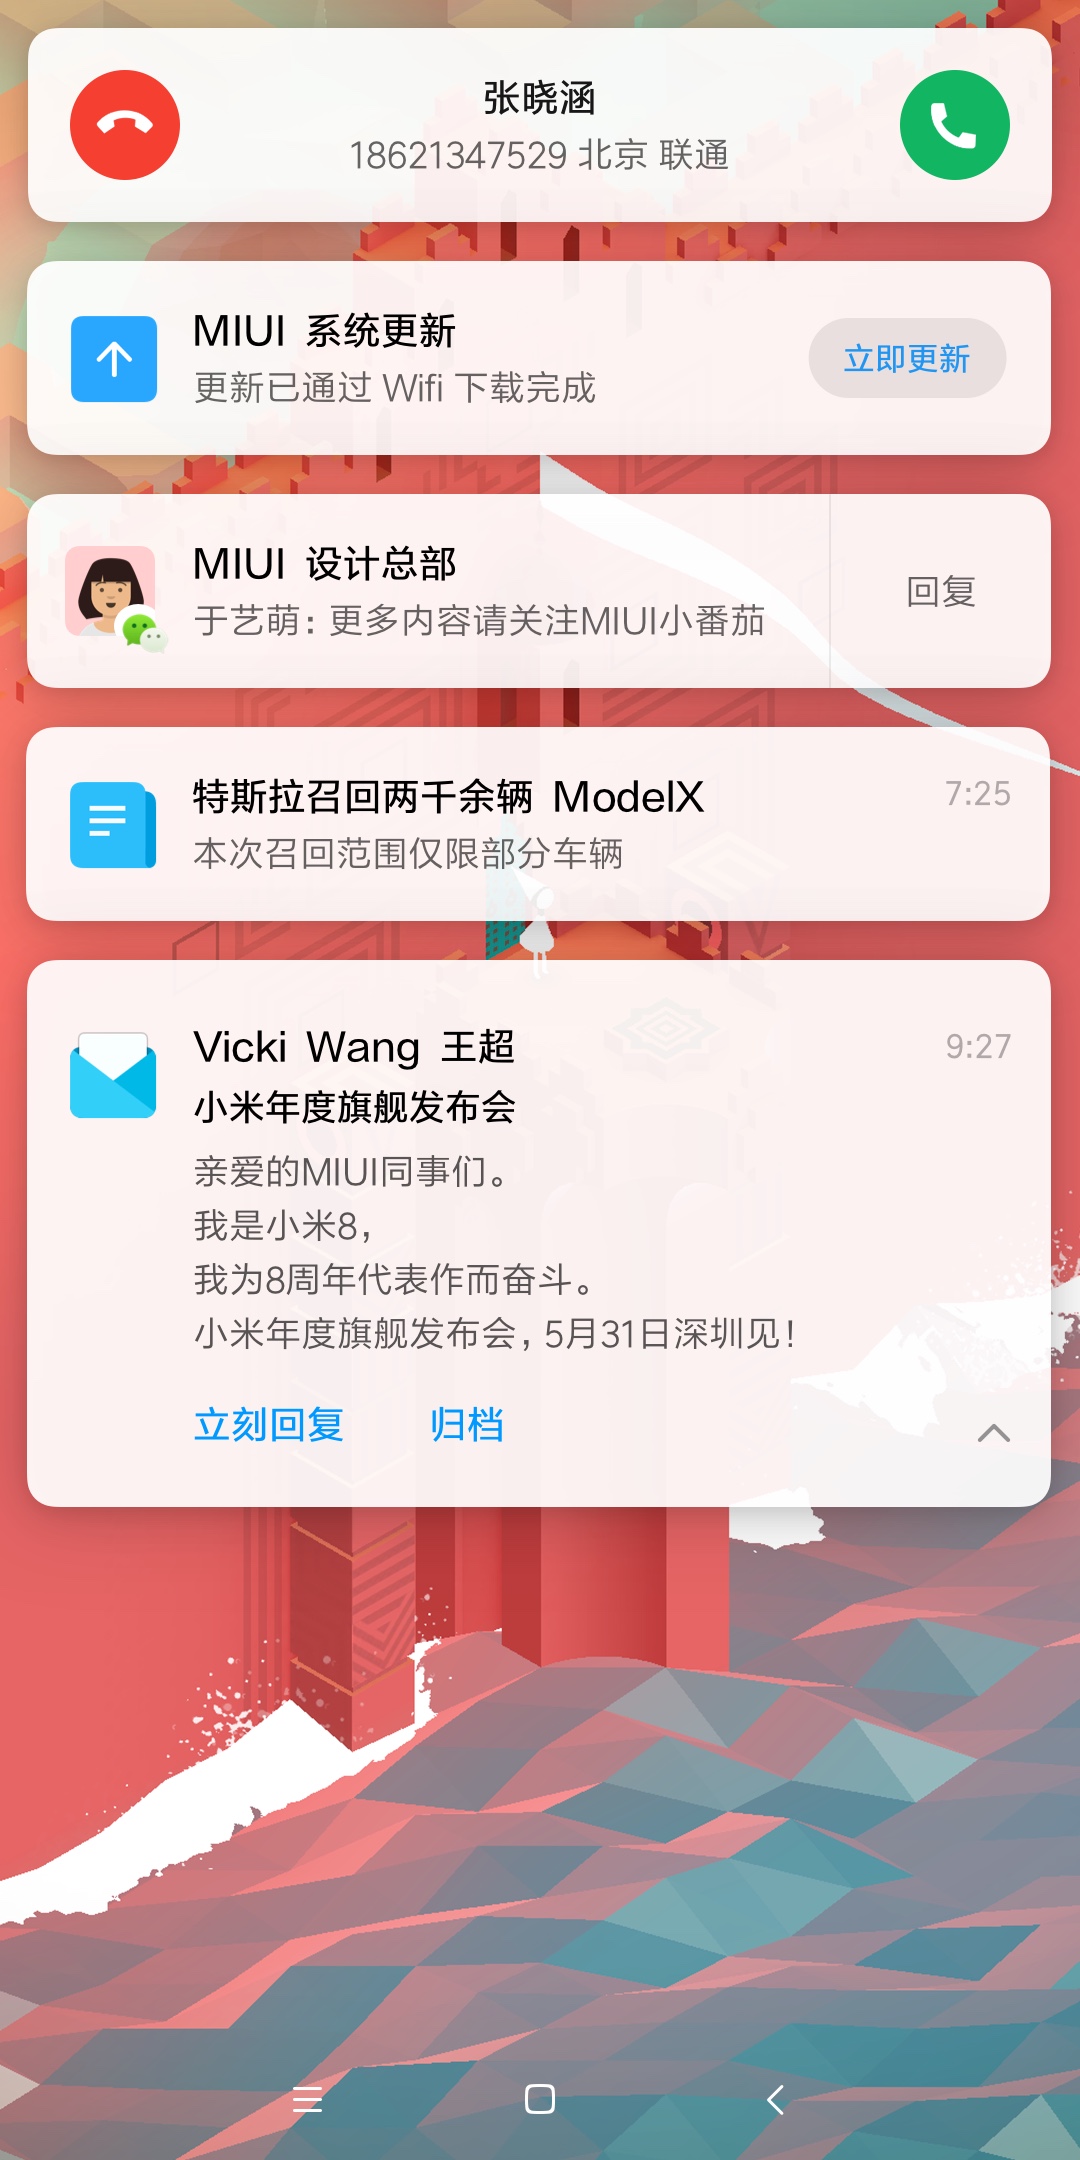 张晓涵
18621347529 北京 联通
MIUI 系统更新
更新已通过 Wifi 下载完成
立即更新
MIUI 设计总部
于艺萌：更多内容请关注MIUI小番茄
回复
特斯拉召回两千余辆 ModelX
7:25
本次召回范围仅限部分车辆
Vicki Wang 王超
9:27
小米年度旗舰发布会
亲爱的MIUI同事们。
我是小米8，
我为8周年代表作而奋斗。
小米年度旗舰发布会，5月31日深圳见！
立刻回复 归档